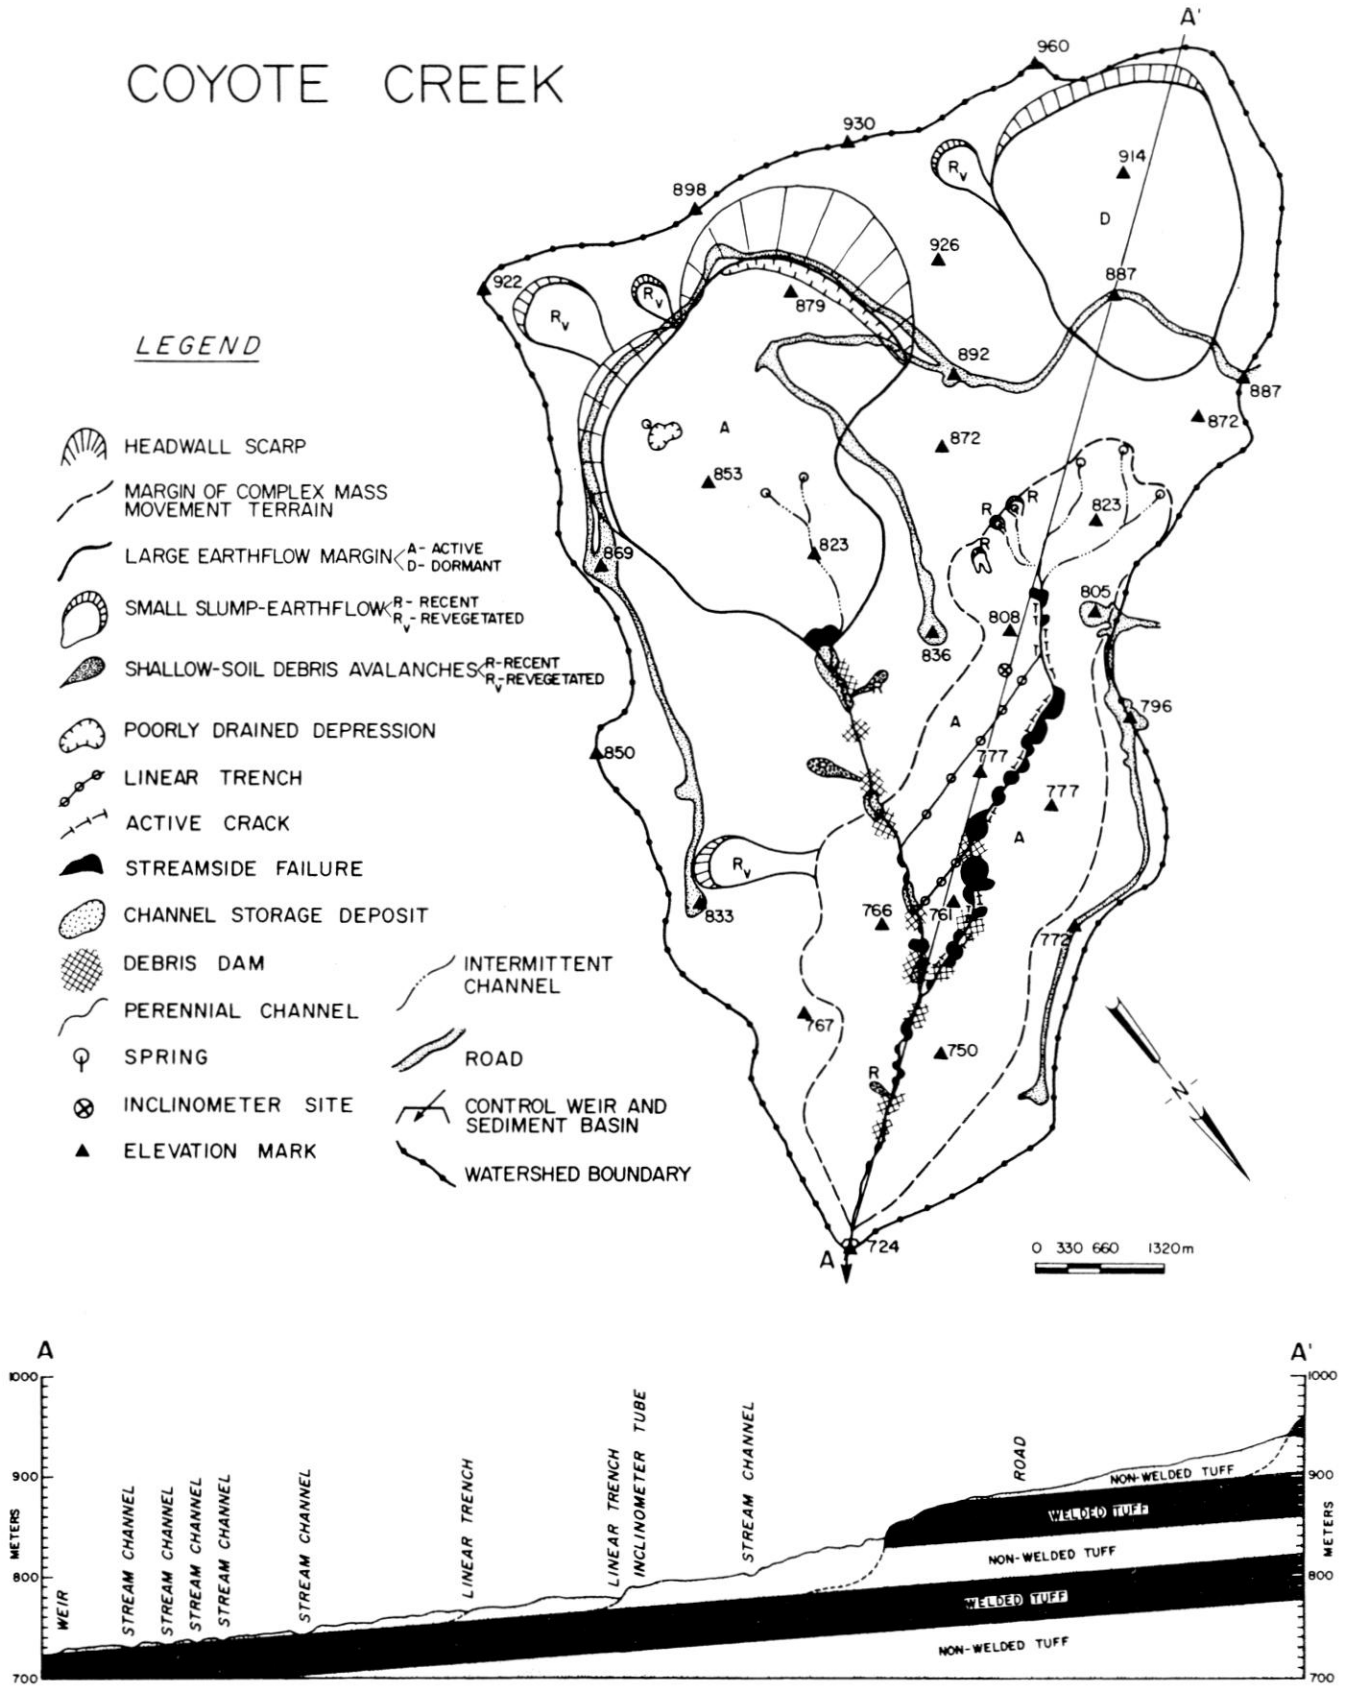 COYOTE CREEK
A'
960
930
914
898
R
v
D
926
922
887
R
v
R
v
879
LEGEND
892
887
872
HEADWALL SCARP
A
872
853
MARGIN OF COMPLEX MASS
MOVEMENT TERRAIN
R
R
823
LARGE EARTHFLOW MARGIN
A- ACTIVE
D- DORMANT
869
823
R
SMALL SLUMP-EARTHFLOW
R - RECENT
Rv - REVEGETATED
808
805
836
SHALLOW-SOIL DEBRIS AVALANCHES
R-RECENT
Rv-REVEGETATED
R
796
A
POORLY DRAINED DEPRESSION
850
777
LINEAR TRENCH
777
ACTIVE CRACK
A
STREAMSIDE FAILURE
R
v
CHANNEL STORAGE DEPOSIT
833
766
761
772
DEBRIS DAM
INTERMITTENT
CHANNEL
PERENNIAL CHANNEL
767
SPRING
ROAD
750
R
N
INCLINOMETER SITE
CONTROL WEIR AND
SEDIMENT BASIN
ELEVATION MARK
WATERSHED BOUNDARY
724
A
0 330 660 1320m
A
A'
1000
1000
METERS
900
900
800
800
700
700
METERS
WEIR
STREAM CHANNEL
STREAM CHANNEL
STREAM CHANNEL
STREAM CHANNEL
STREAM CHANNEL
LINEAR TRENCH
LINEAR TRENCH
INCLINOMETER TUBE
STREAM CHANNEL
ROAD
NON-WELDED TUFF
WELDED TUFF
NON-WELDED TUFF
WELDED TUFF
NON-WELDED TUFF